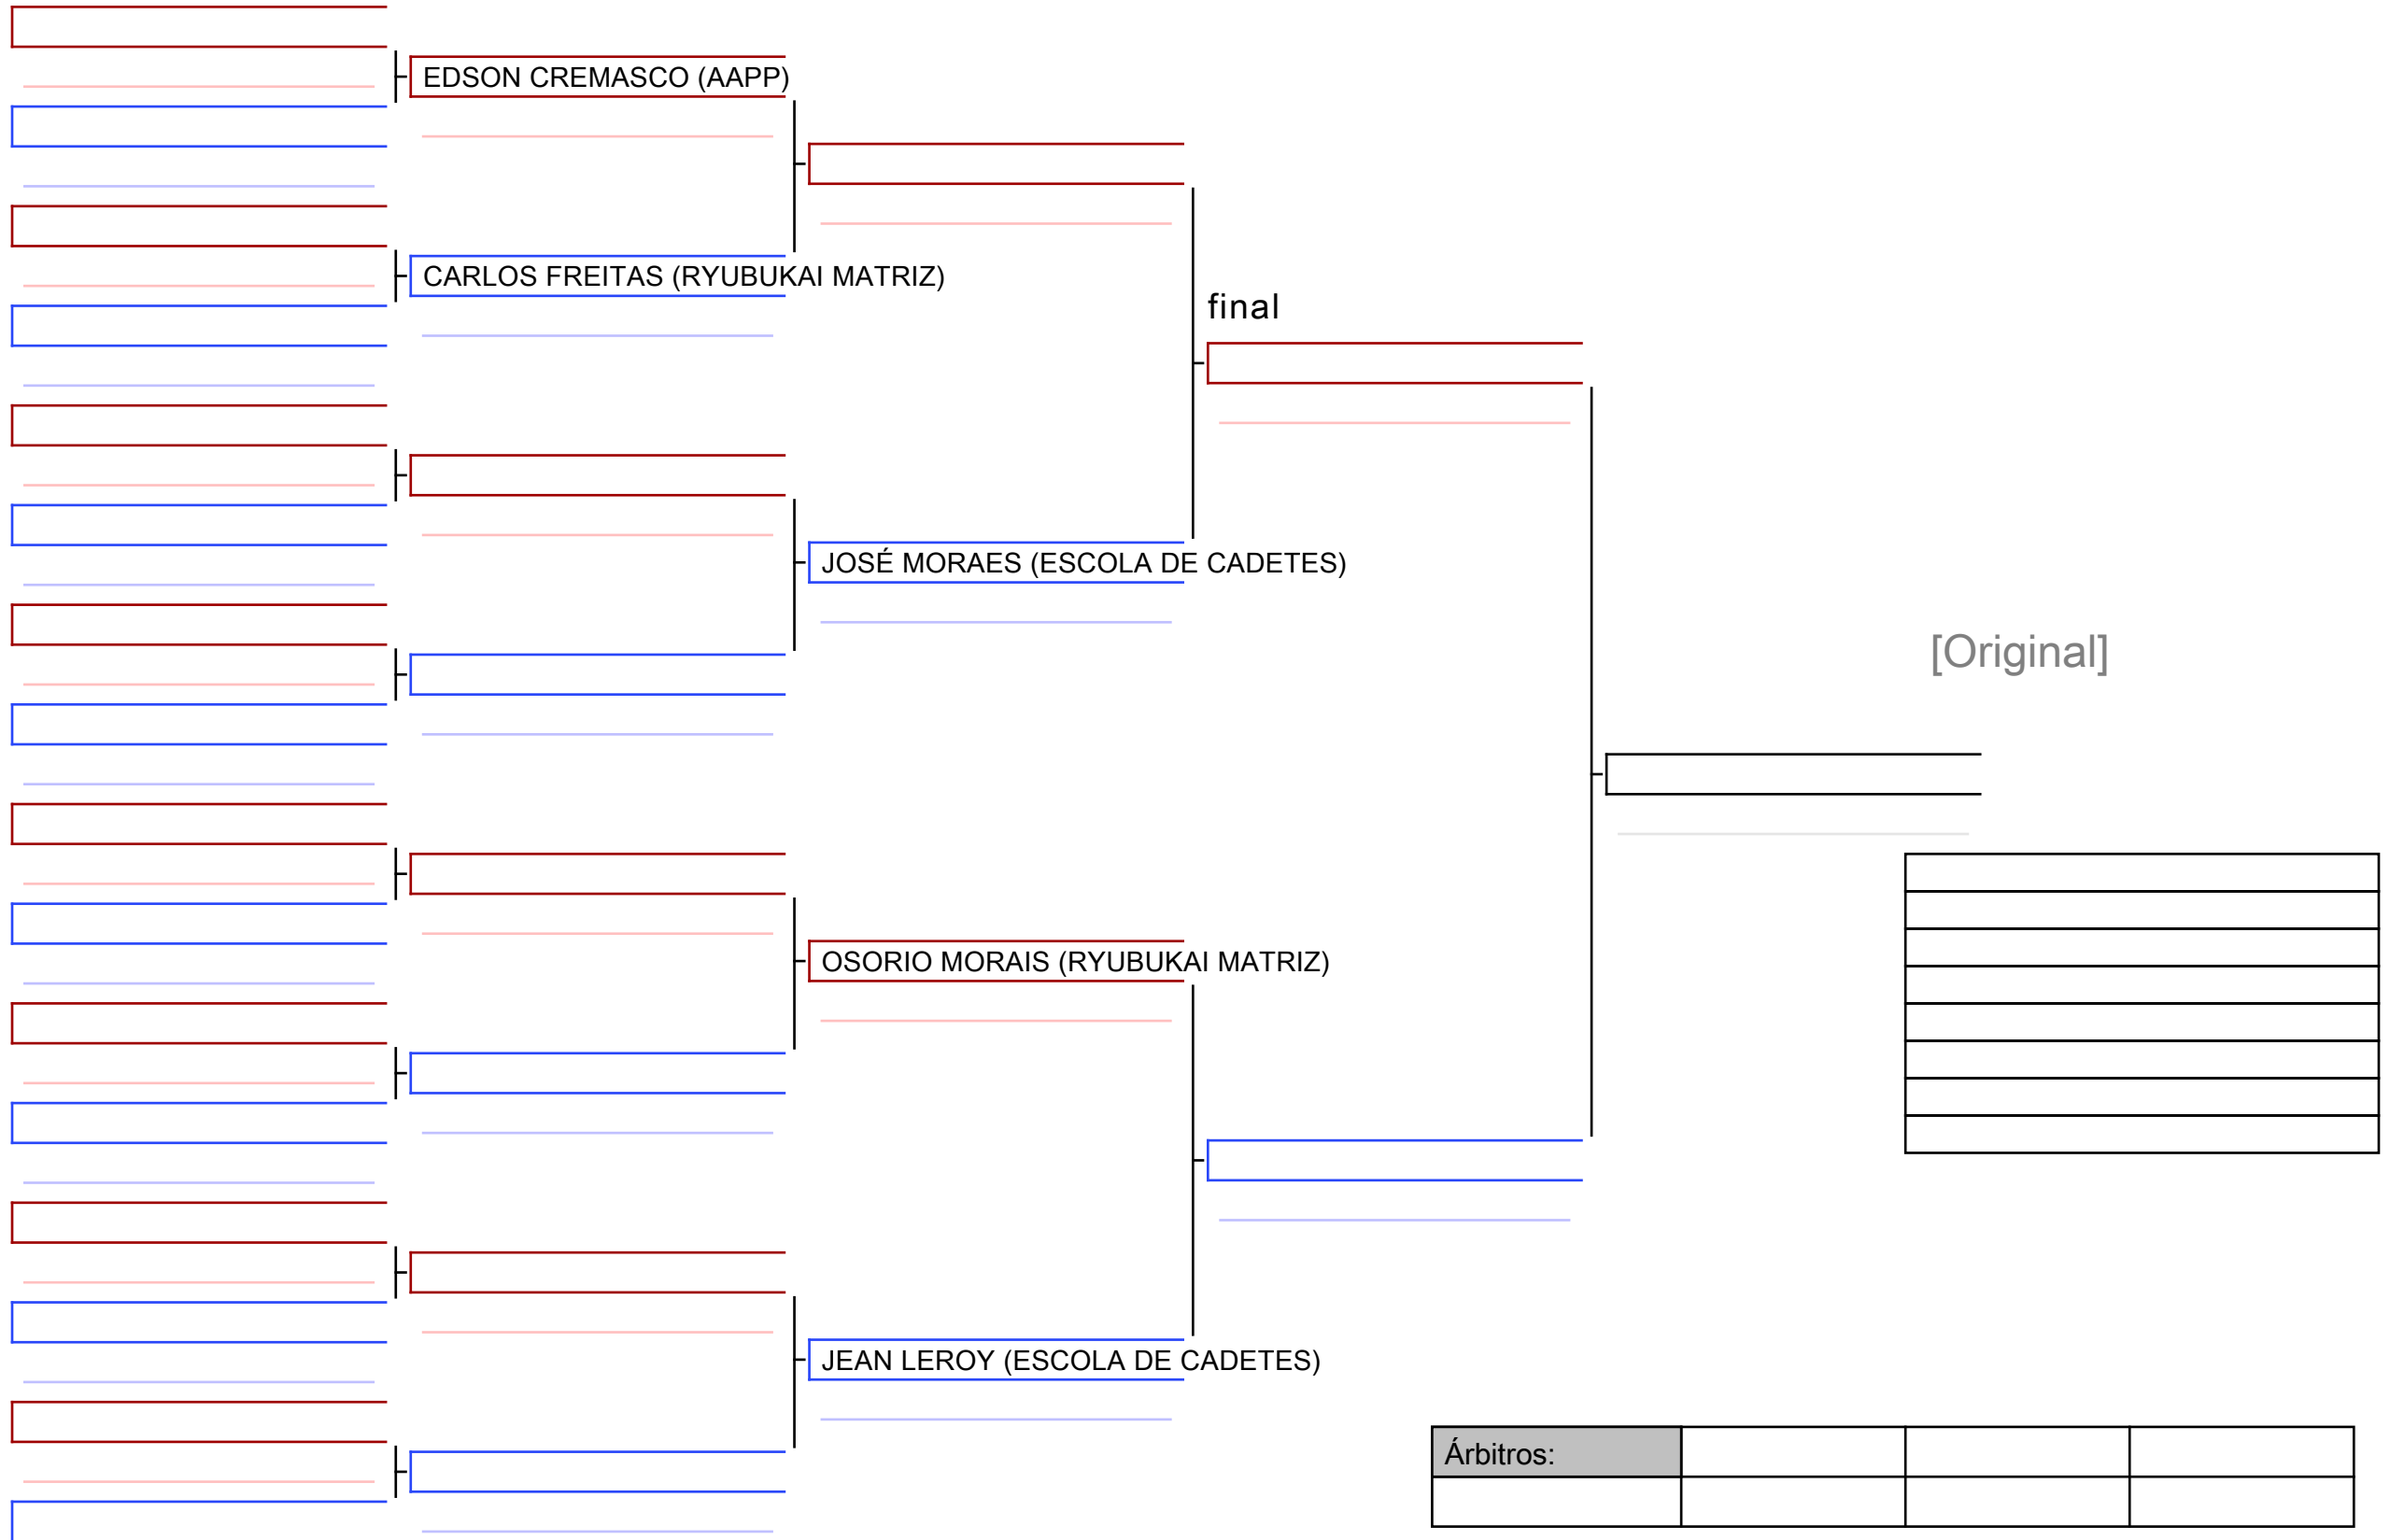 EDSON CREMASCO (AAPP)
CARLOS FREITAS (RYUBUKAI MATRIZ)
final
JOSÉ MORAES (ESCOLA DE CADETES)
[Original]
OSORIO MORAIS (RYUBUKAI MATRIZ)
JEAN LEROY (ESCOLA DE CADETES)
Árbitros: